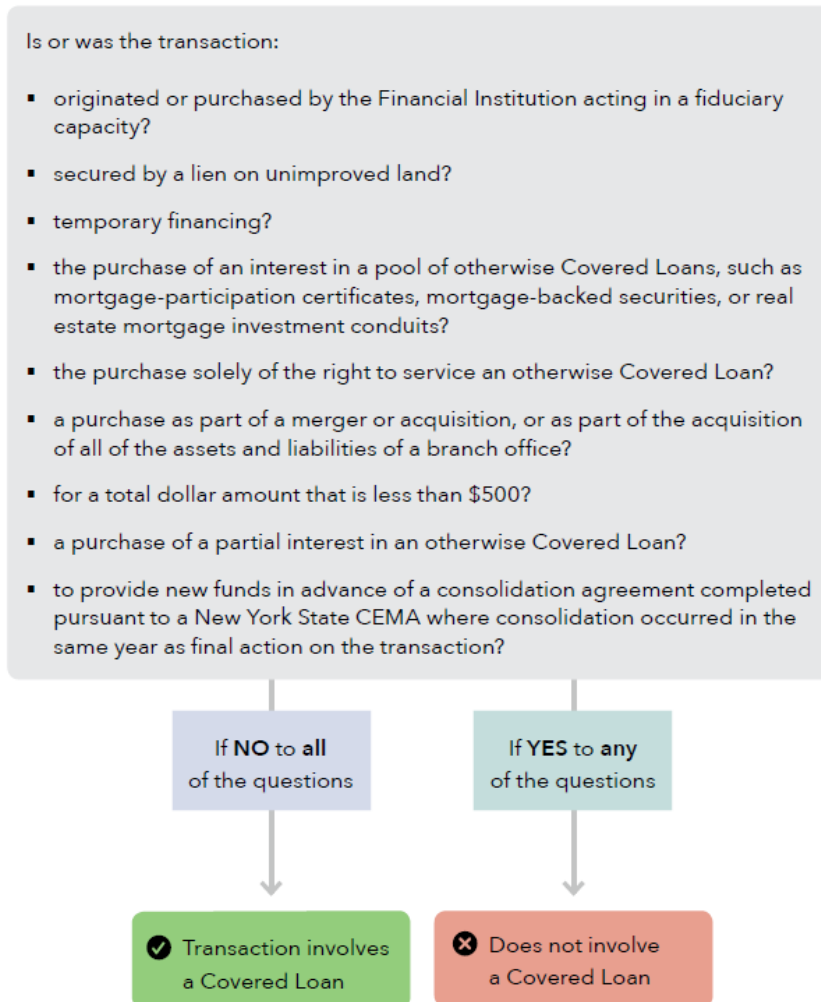 Is or was the transaction:
▪ originated or purchased by the Financial Institution acting in a fiduciary
capacity?
▪ secured by a lien on unimproved land?
▪ temporary financing?
▪ the purchase of an interest in a pool of otherwise Covered Loans, such as
mortgage-participation certificates, mortgage-backed securities, or real
estate mortgage investment conduits?
▪ the purchase solely of the right to service an otherwise Covered Loan?
▪ a purchase as part of a merger or acquisition, or as part of the acquisition
of all of the assets and liabilities of a branch office?
▪ for a total dollar amount that is less than $500?
▪ a purchase of a partial interest in an otherwise Covered Loan?
▪ to provide new funds in advance of a consolidation agreement completed
pursuant to a New York State CEMA where consolidation occurred in the
same year as final action on the transaction?
If NO to all
of the questions
If YES to any
of the questions
Transaction involves
a Covered Loan
Does not involve
a Covered Loan